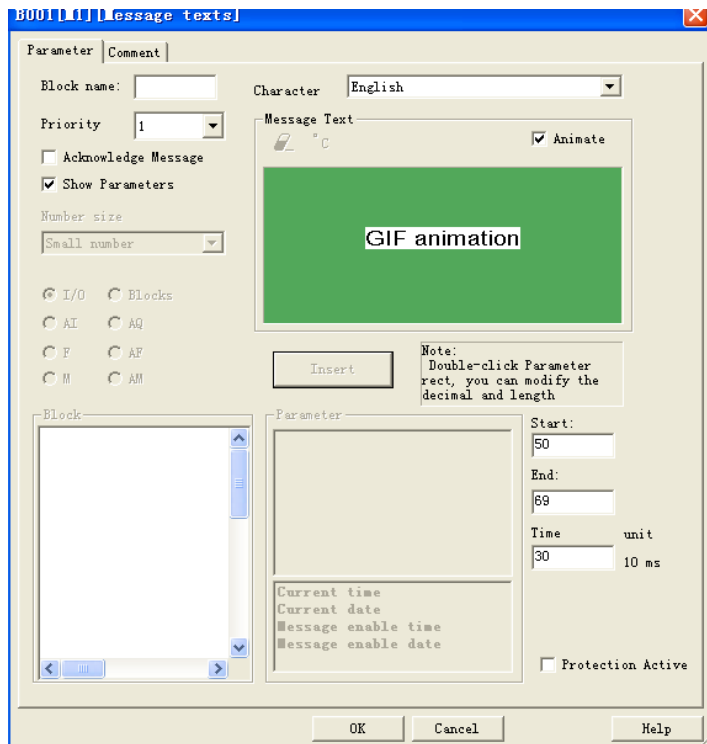 B001[M1][Message texts]
Parameter Comment
Block name:
Character English
Priority 1
Message Text
°C
Animate
Acknowledge Message
Show Parameters
GIF animation
Number size
Small number
I/O Blocks
AI AQ
F AF
M AM
Insert
Note:
Double-click Parameter
rect, you can modify the
decimal and length
Block
Parameter
Start:
50
End:
69
Time unit
30 10 ms
Current time
Current date
Message enable time
Message enable date
Protection Active
OK Cancel Help